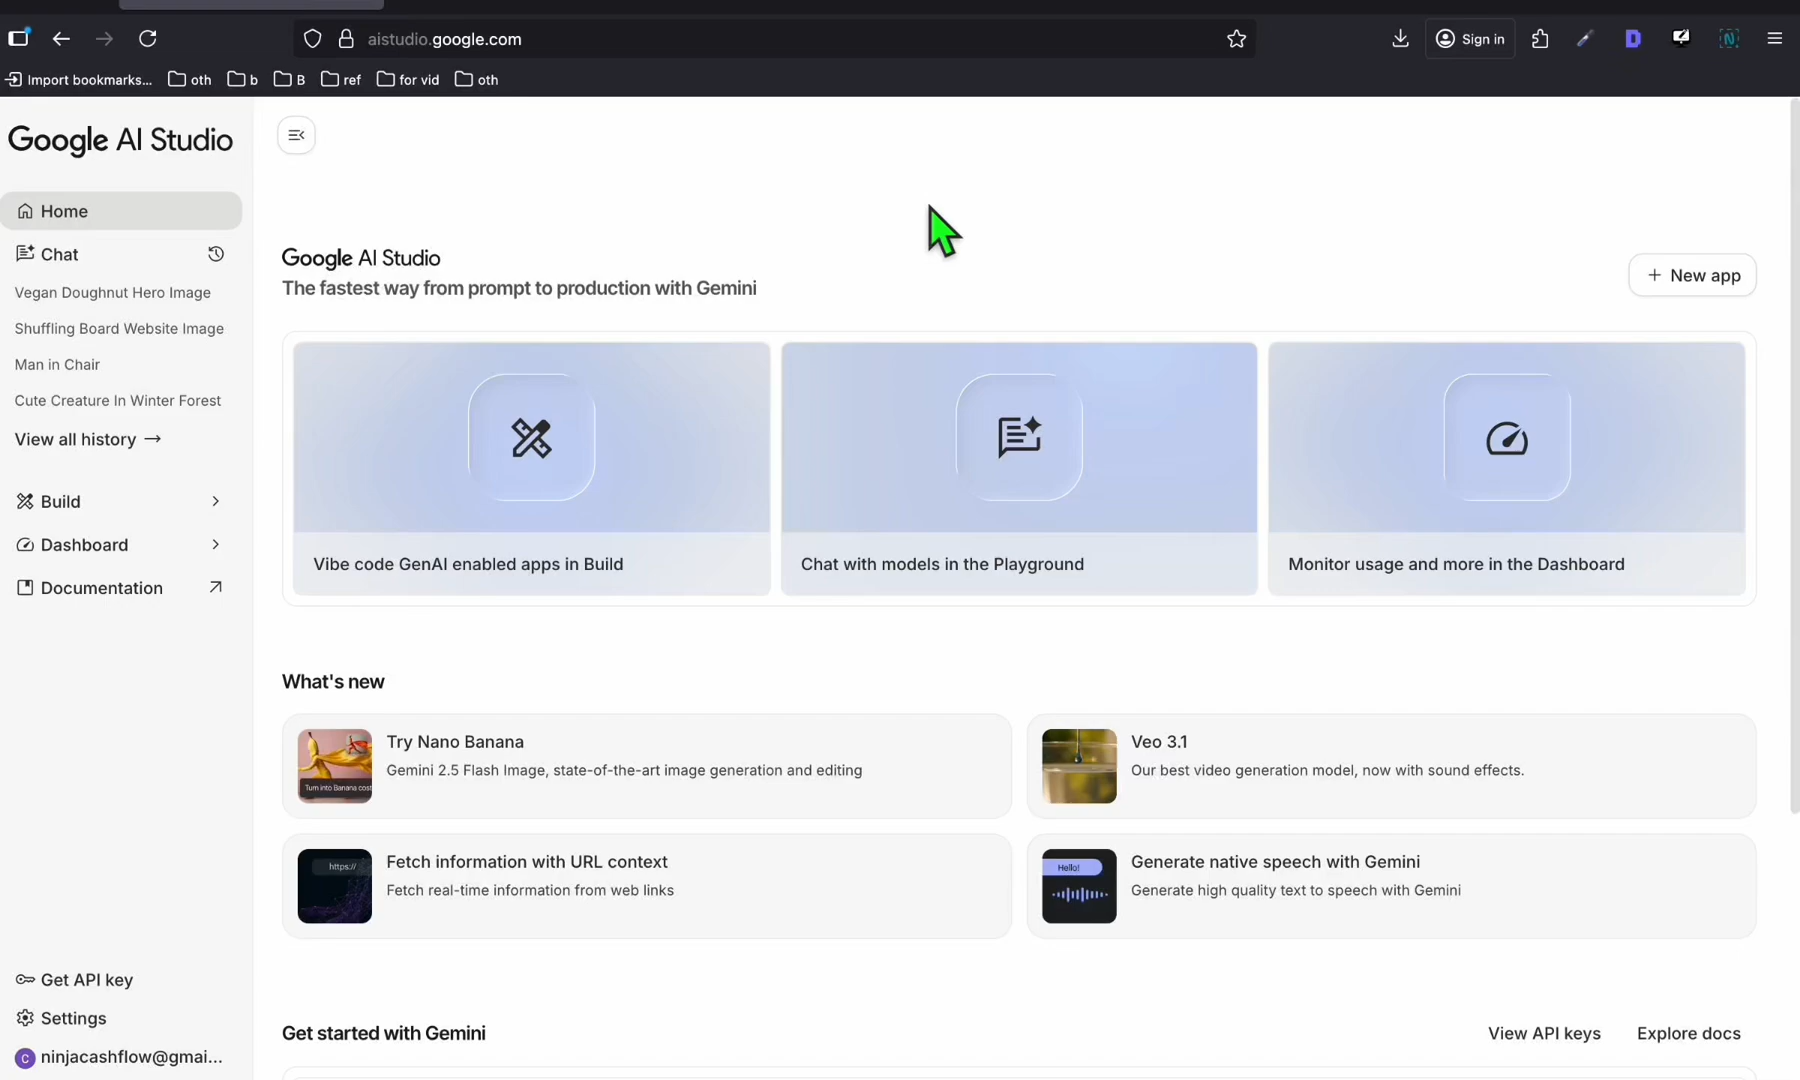 aistudio.google.com
Sign in
Import bookmarks...
oth
b
B
ref
for vid
oth
Google AI Studio
Home
Chat
Vegan Doughnut Hero Image
Shuffling Board Website Image
Man in Chair
Cute Creature In Winter Forest
View all history →
Build
Dashboard
Documentation
Get API key
Settings
C
ninjacashflow@gmai...
Google AI Studio
The fastest way from prompt to production with Gemini
+ New app
Vibe code GenAI enabled apps in Build
Chat with models in the Playground
Monitor usage and more in the Dashboard
What's new
Turn into Banana cost
Try Nano Banana
Gemini 2.5 Flash Image, state-of-the-art image generation and editing
Veo 3.1
Our best video generation model, now with sound effects.
https://
Fetch information with URL context
Fetch real-time information from web links
Hello!
Generate native speech with Gemini
Generate high quality text to speech with Gemini
Get started with Gemini
View API keys
Explore docs